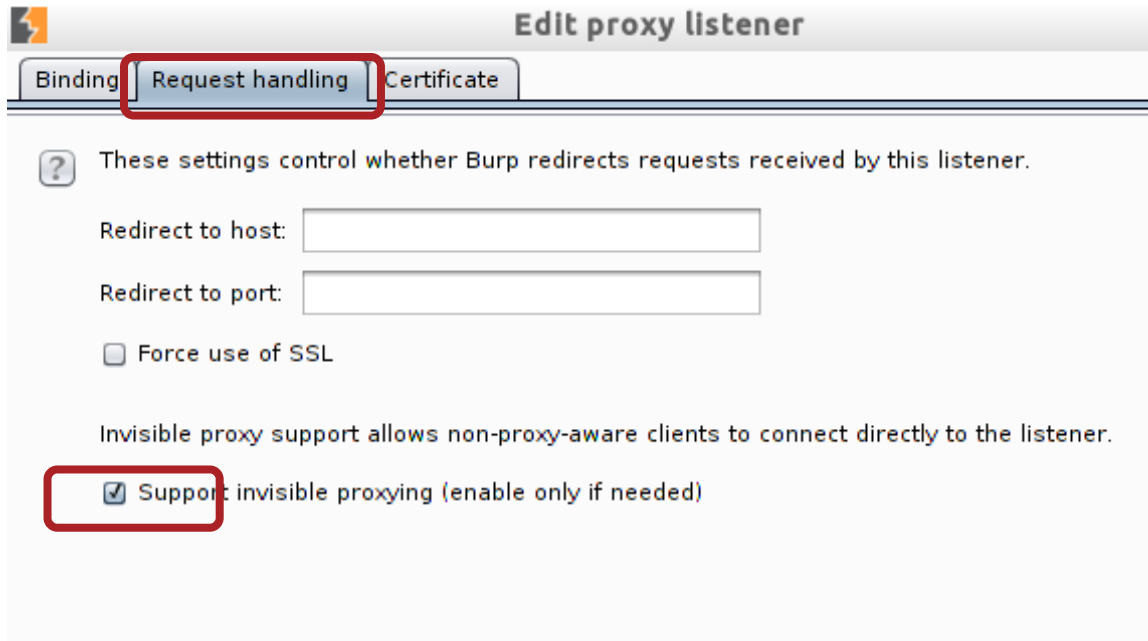 Edit proxy listener
Binding Request handling Certificate
? These settings control whether Burp redirects requests received by this listener.
Redirect to host:
Redirect to port:
Force use of SSL
Invisible proxy support allows non-proxy-aware clients to connect directly to the listener.
Support invisible proxying (enable only if needed)